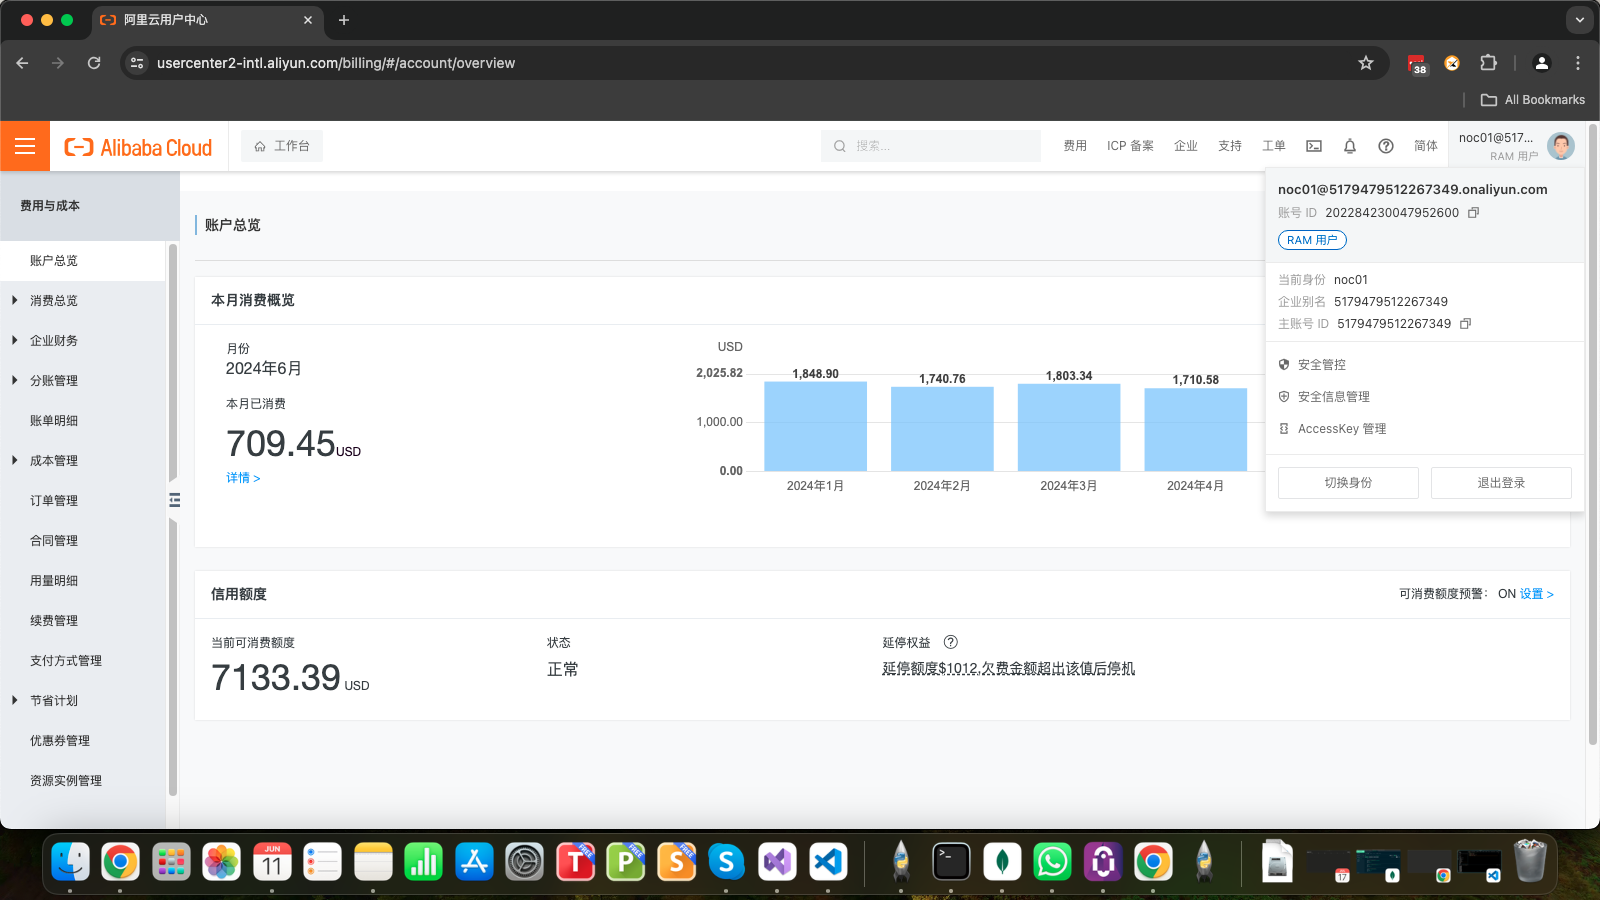 阿里云用户中心
usercenter2-intl.aliyun.com/billing/#/account/overview
38
All Bookmarks
Alibaba Cloud
工作台
搜索...
费用
ICP 备案
企业
支持
工单
简体
noc01@517...
RAM 用户
noc01@5179479512267349.onaliyun.com
账号 ID 202284230047952600
RAM 用户
当前身份 noc01
企业别名 5179479512267349
主账号 ID 5179479512267349
安全管控
安全信息管理
AccessKey 管理
切换身份
退出登录
费用与成本
账户总览
消费总览
企业财务
分账管理
账单明细
成本管理
订单管理
合同管理
用量明细
续费管理
支付方式管理
节省计划
优惠券管理
资源实例管理
账户总览
本月消费概览
月份
2024年6月
本月已消费
709.45 USD
详情 >
USD
2,025.82
1,000.00
0.00
1,848.90
1,740.76
1,803.34
1,710.58
2024年1月
2024年2月
2024年3月
2024年4月
信用额度
可消费额度预警: ON 设置 >
当前可消费额度
7133.39 USD
状态
正常
延停权益
延停额度$1012,欠费金额超出该值后停机
JUN
11
T
FREE
P
FREE
S
FREE
S
17